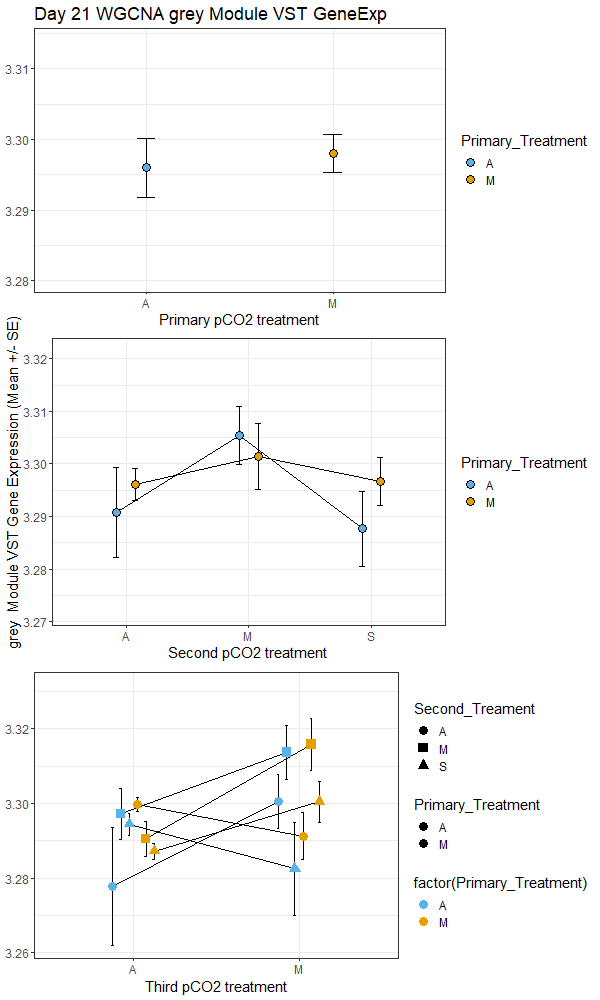 Day 21 WGCNA grey Module VST GeneExp
3.31
3.30
3.29
3.28
A
M
Primary pCO2 treatment
Primary_Treatment
A
M
grey  Module VST Gene Expression (Mean +/- SE)
3.32
3.31
3.30
3.29
3.28
3.27
A
M
S
Second pCO2 treatment
Primary_Treatment
A
M
3.32
3.30
3.28
3.26
A
M
Third pCO2 treatment
Second_Treament
A
M
S
Primary_Treatment
A
M
factor(Primary_Treatment)
A
M